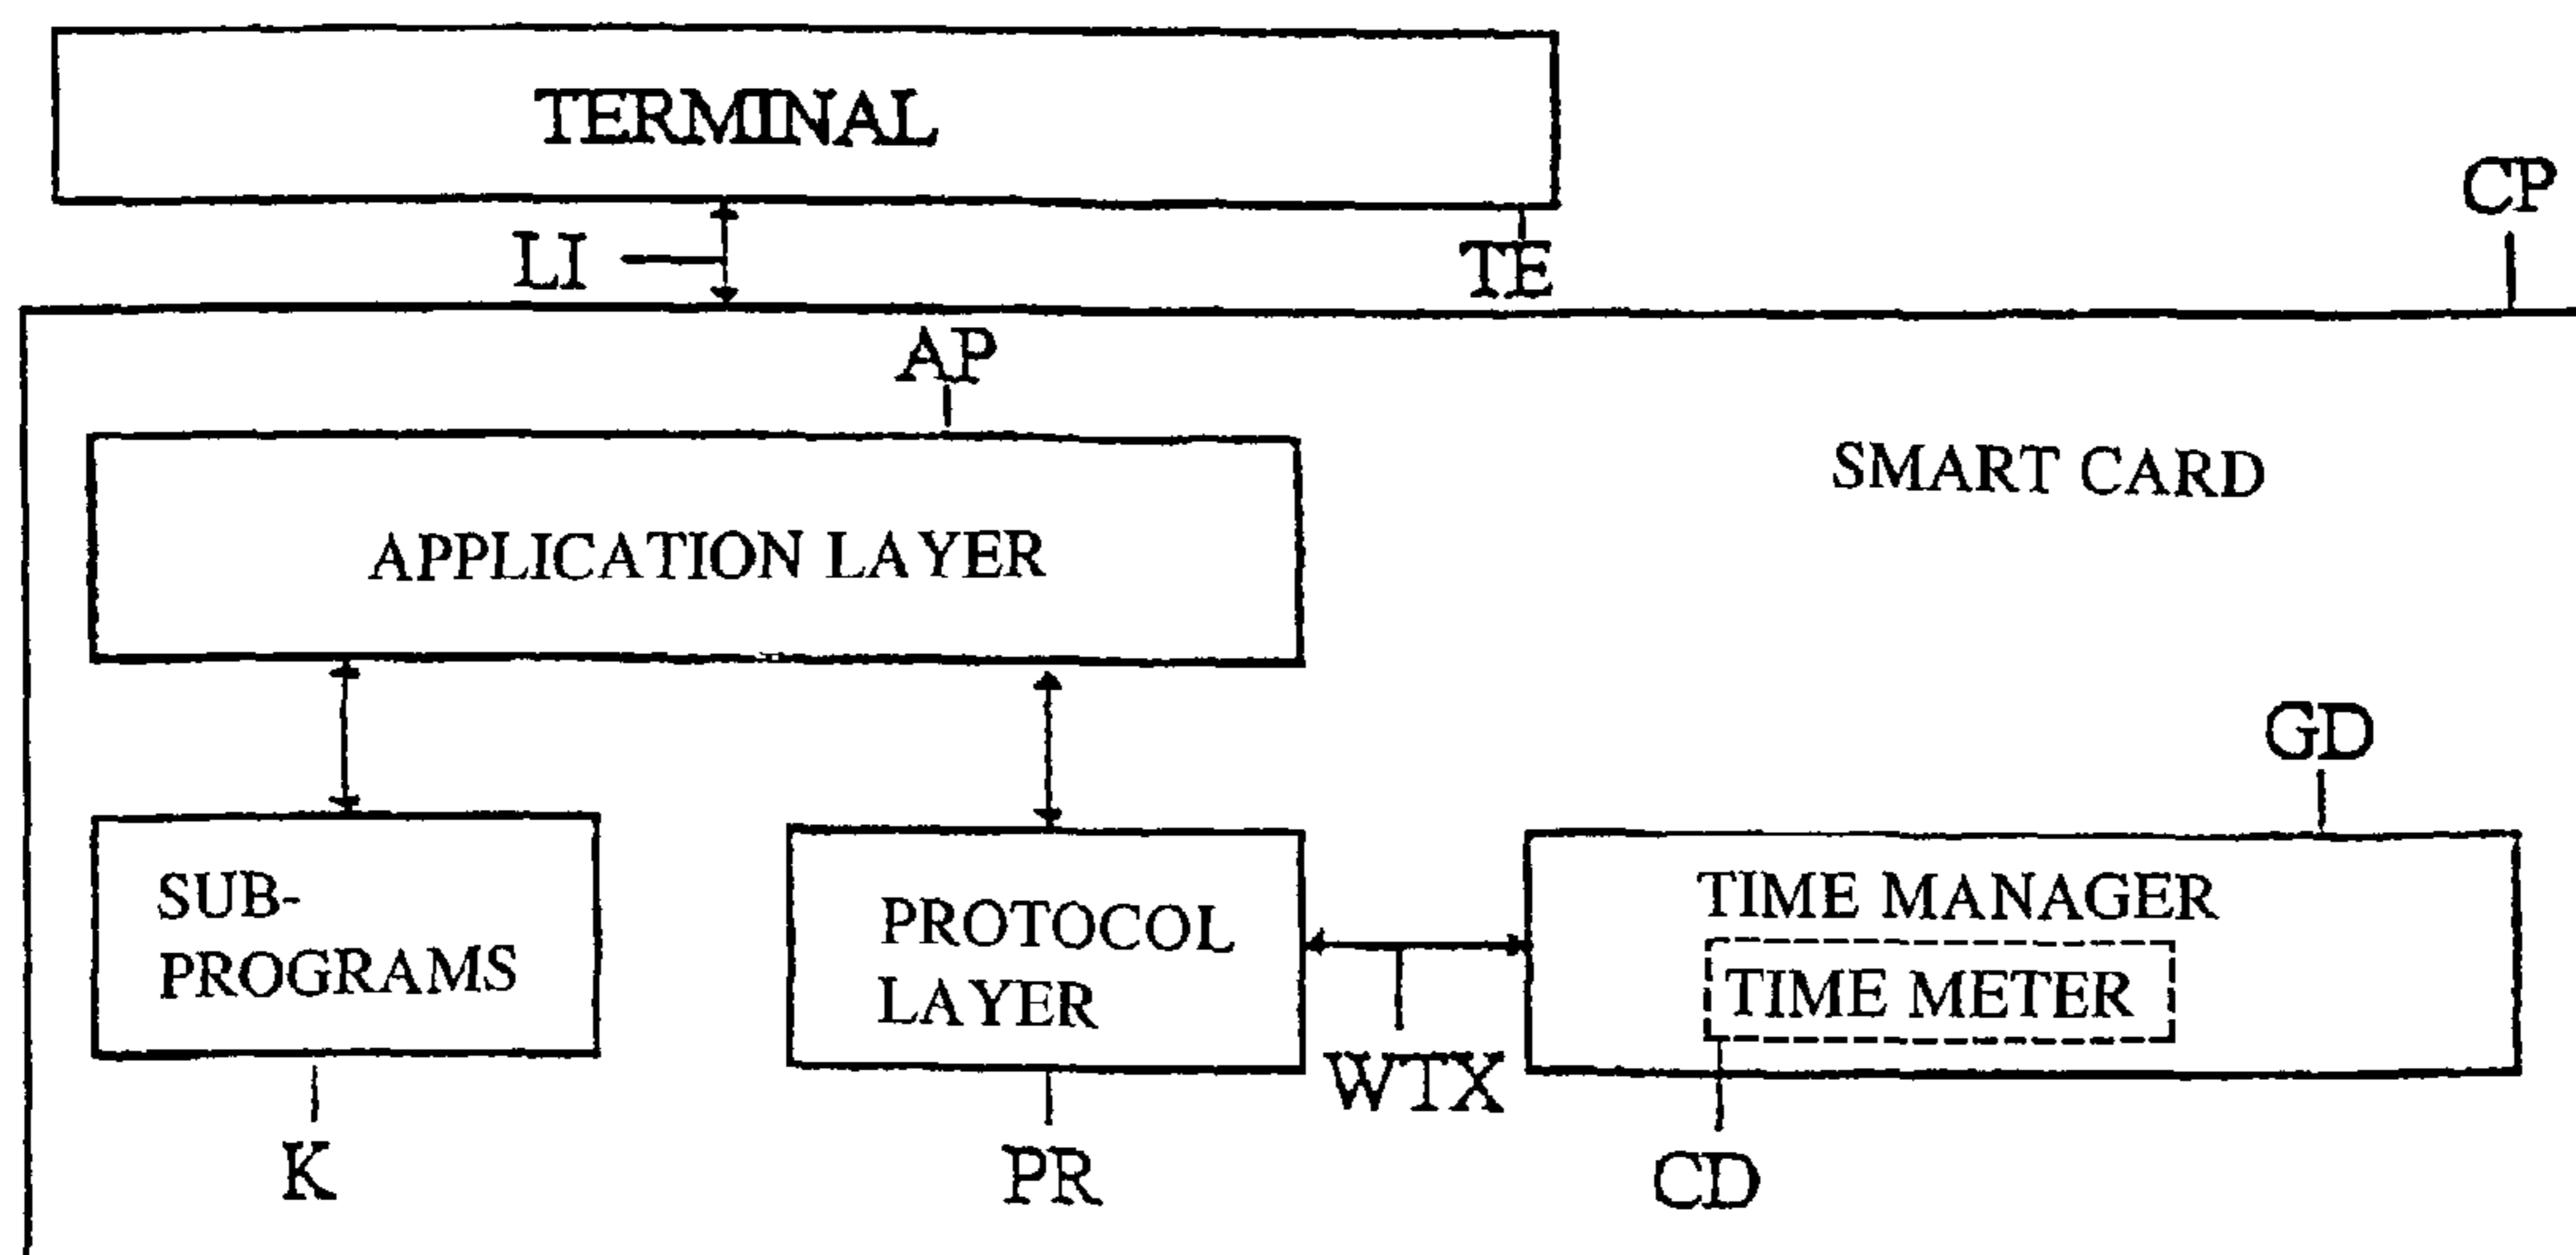 TERMINAL
CP
LI
TE
AP
SMART CARD
APPLICATION LAYER
GD
SUB-
PROGRAMS
PROTOCOL
LAYER
TIME MANAGER
TIME METER
WTX
K
PR
CD